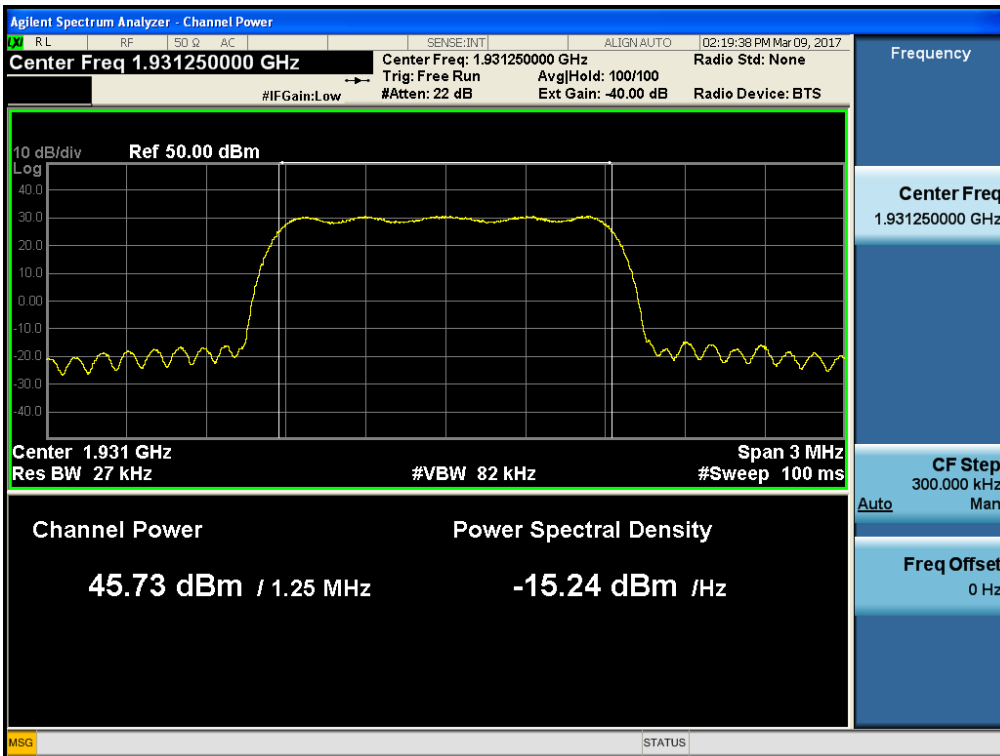 Agilent Spectrum Analyzer - Channel Power
LXI RL RF 50 Ω AC SENSE:INT ALIGN AUTO 02:19:38 PM Mar 09, 2017
Center Freq 1.931250000 GHz
#IFGain:Low
Center Freq: 1.931250000 GHz
Trig: Free Run Avg|Hold: 100/100
#Atten: 22 dB Ext Gain: -40.00 dB
Radio Std: None
Radio Device: BTS
10 dB/div Ref 50.00 dBm
Log
40.0
30.0
20.0
10.0
0.00
-10.0
-20.0
-30.0
-40.0
Center 1.931 GHz Span 3 MHz
Res BW 27 kHz #VBW 82 kHz #Sweep 100 ms
Channel Power Power Spectral Density
45.73 dBm / 1.25 MHz -15.24 dBm /Hz
Frequency
Center Freq
1.931250000 GHz
CF Step
300.000 kHz
Auto Man
Freq Offset
0 Hz
MSG STATUS